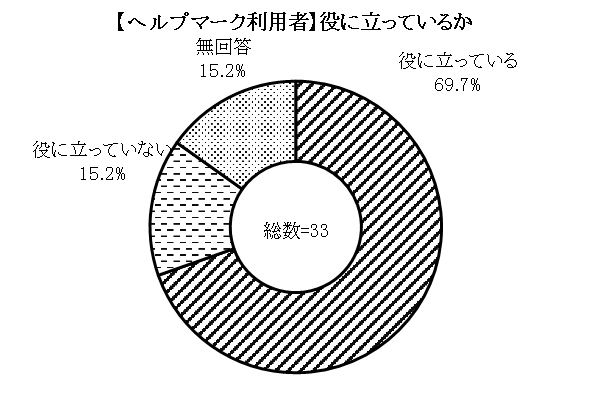 【ヘルプマーク利用者】役に立っているか
無回答
15.2%
役に立っている
69.7%
役に立っていない
15.2%
総数=33